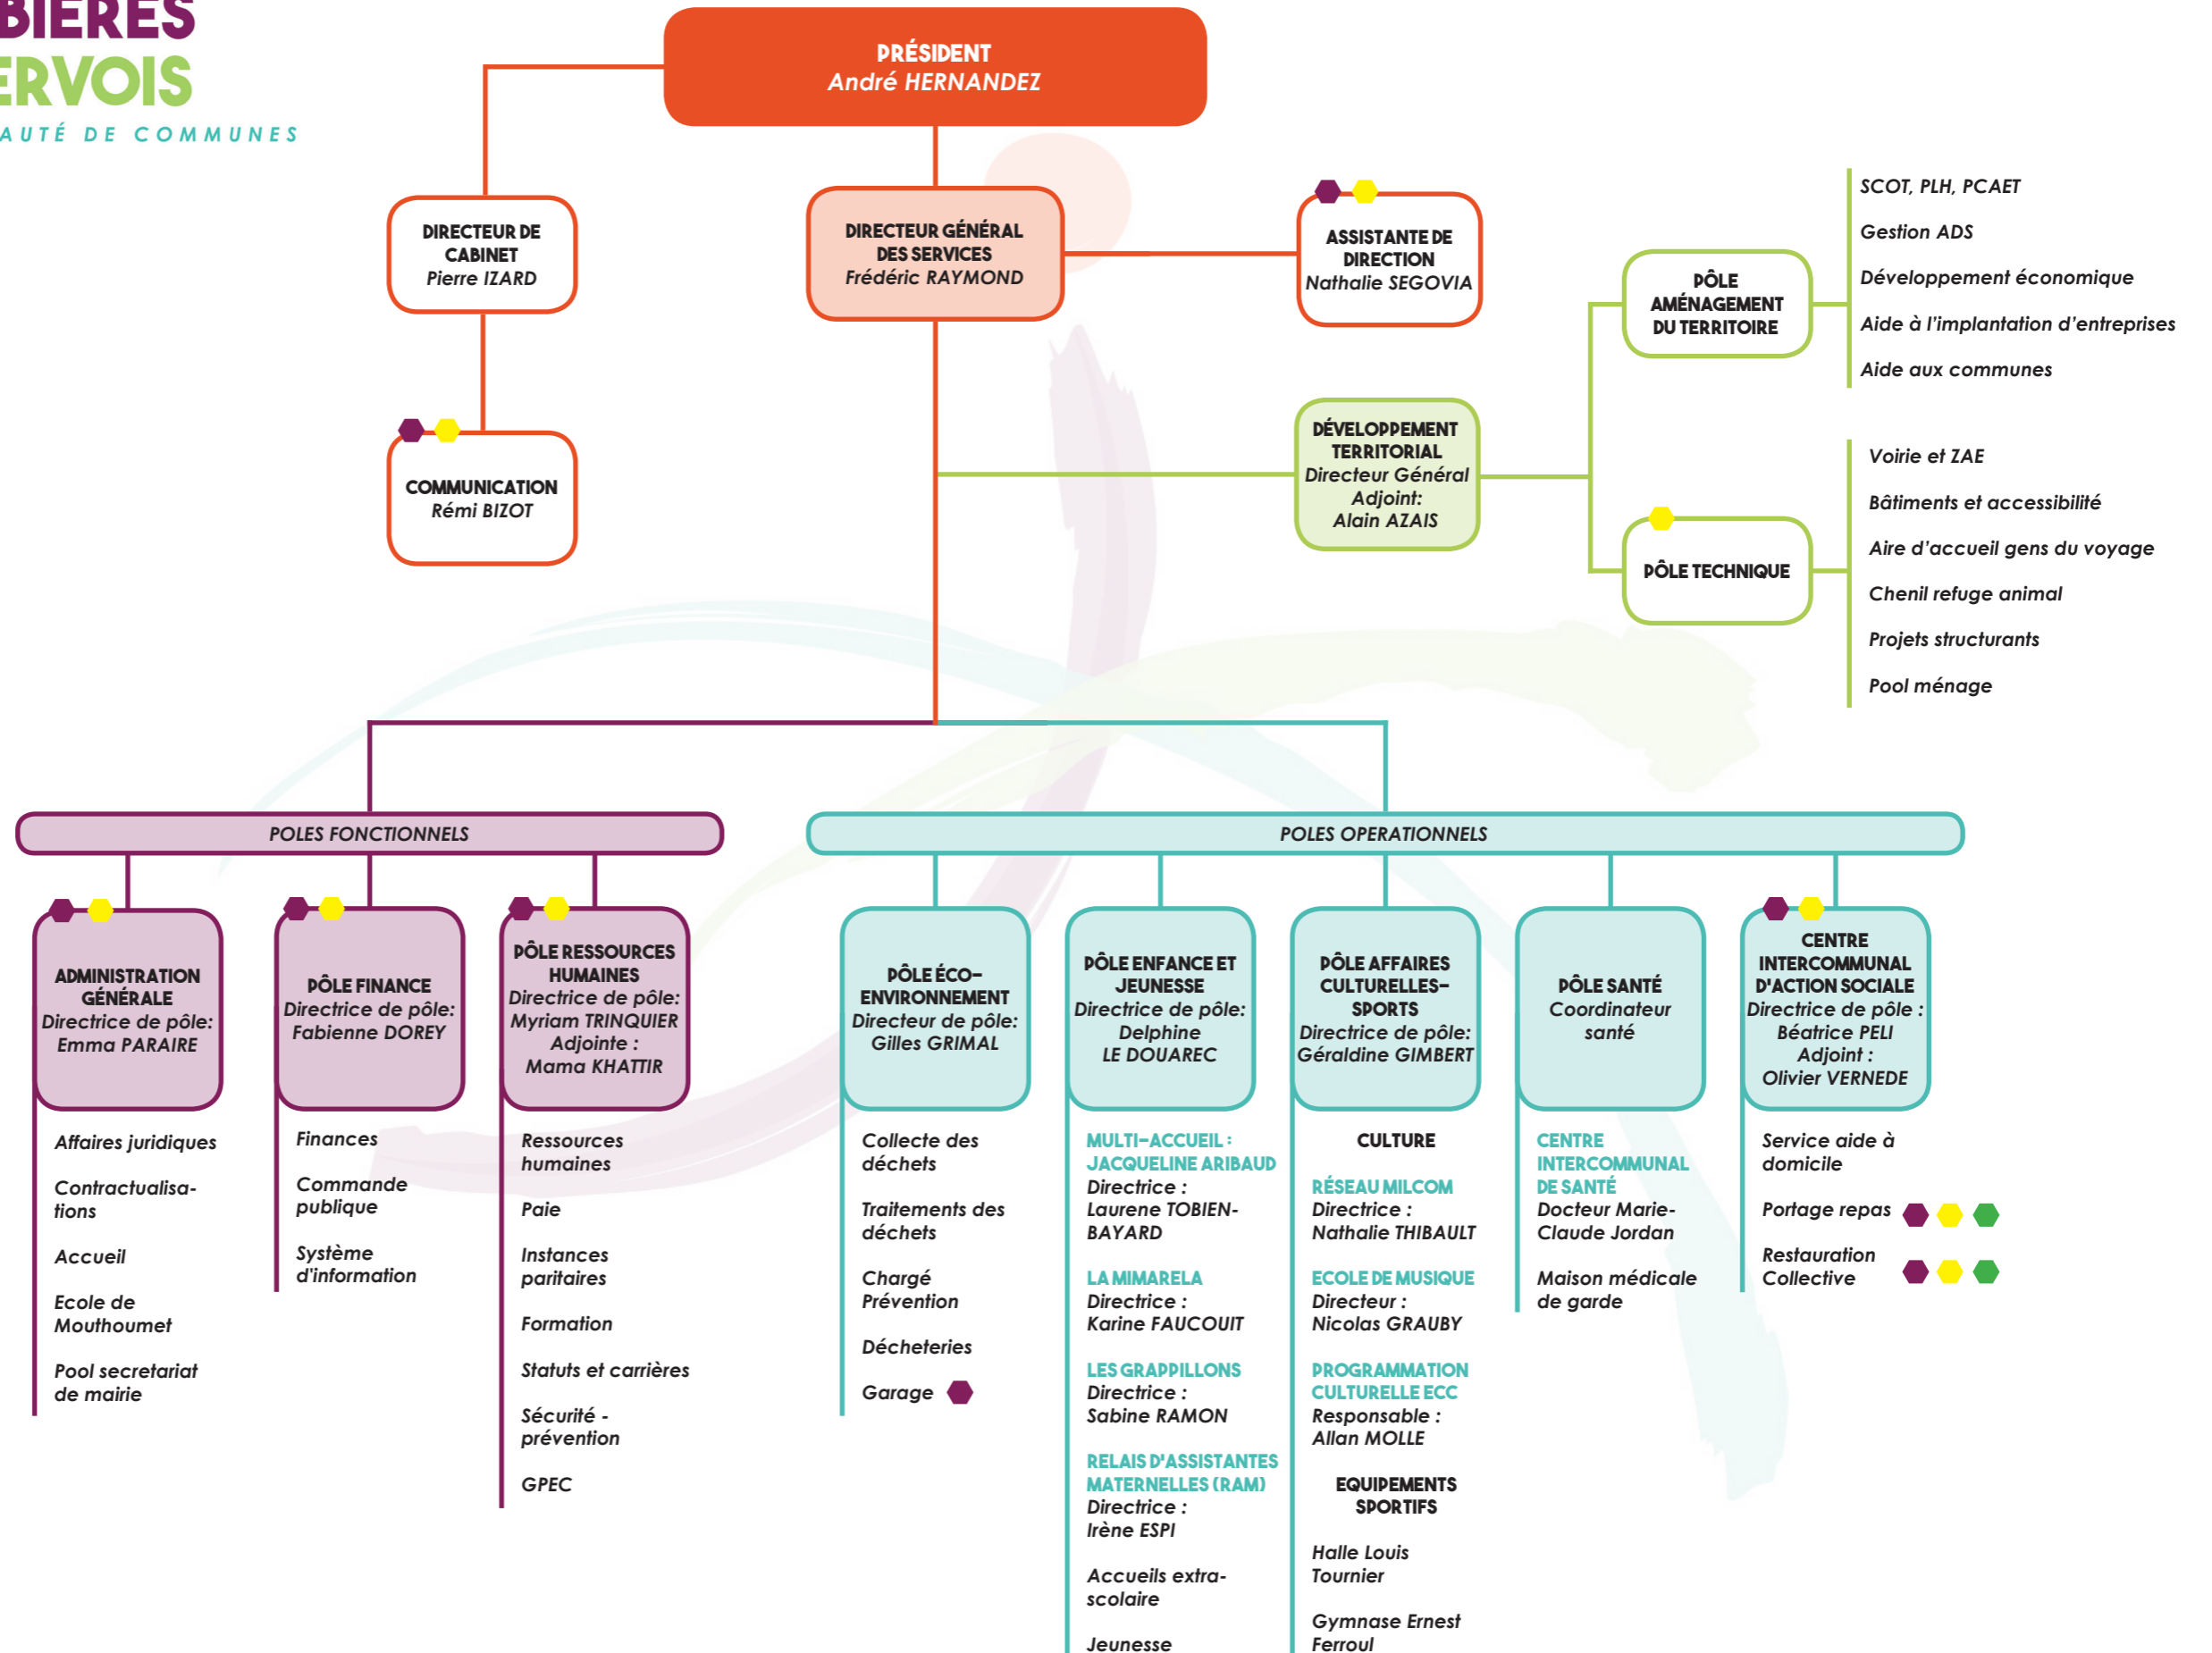 BIÈRES
ERVOIS
AUTÉ DE COMMUNES
PRÉSIDENT
André HERNANDEZ
DIRECTEUR DE
CABINET
Pierre IZARD
DIRECTEUR GÉNÉRAL
DES SERVICES
Frédéric RAYMOND
ASSISTANTE DE
DIRECTION
Nathalie SEGOVIA
COMMUNICATION
Rémi BIZOT
DÉVELOPPEMENT
TERRITORIAL
Directeur Général
Adjoint:
Alain AZAIS
PÔLE
AMÉNAGEMENT
DU TERRITOIRE
SCOT, PLH, PCAET
Gestion ADS
Développement économique
Aide à l'implantation d'entreprises
Aide aux communes
PÔLE TECHNIQUE
Voirie et ZAE
Bâtiments et accessibilité
Aire d'accueil gens du voyage
Chenil refuge animal
Projets structurants
Pool ménage
POLES FONCTIONNELS
ADMINISTRATION
GÉNÉRALE
Directrice de pôle:
Emma PARAIRE
Affaires juridiques
Contractualisa-
tions
Accueil
Ecole de
Mouthoumet
Pool secretariat
de mairie
PÔLE FINANCE
Directrice de pôle:
Fabienne DOREY
Finances
Commande
publique
Système
d'information
PÔLE RESSOURCES
HUMAINES
Directrice de pôle:
Myriam TRINQUIER
Adjointe :
Mama KHATTIR
Ressources
humaines
Paie
Instances
paritaires
Formation
Statuts et carrières
Sécurité -
prévention
GPEC
POLES OPERATIONNELS
PÔLE ÉCO-
ENVIRONNEMENT
Directeur de pôle:
Gilles GRIMAL
Collecte des
déchets
Traitements des
déchets
Chargé
Prévention
Décheteries
Garage
PÔLE ENFANCE ET
JEUNESSE
Directrice de pôle:
Delphine
LE DOUAREC
MULTI-ACCUEIL :
JACQUELINE ARIBAUD
Directrice :
Laurene TOBIEN-
BAYARD
LA MIMARELA
Directrice :
Karine FAUCOUIT
LES GRAPPILLONS
Directrice :
Sabine RAMON
RELAIS D'ASSISTANTES
MATERNELLES (RAM)
Directrice :
Irène ESPI
Accueils extra-
scolaire
Jeunesse
PÔLE AFFAIRES
CULTURELLES-
SPORTS
Directrice de pôle:
Géraldine GIMBERT
CULTURE
RÉSEAU MILCOM
Directrice :
Nathalie THIBAULT
ECOLE DE MUSIQUE
Directeur :
Nicolas GRAUBY
PROGRAMMATION
CULTURELLE ECC
Responsable :
Allan MOLLE
EQUIPEMENTS
SPORTIFS
Halle Louis
Tournier
Gymnase Ernest
Ferroul
PÔLE SANTÉ
Coordinateur
santé
CENTRE
INTERCOMMUNAL
DE SANTÉ
Docteur Marie-
Claude Jordan
Maison médicale
de garde
CENTRE
INTERCOMMUNAL
D'ACTION SOCIALE
Directrice de pôle :
Béatrice PELI
Adjoint :
Olivier VERNEDE
Service aide à
domicile
Portage repas
Restauration
Collective